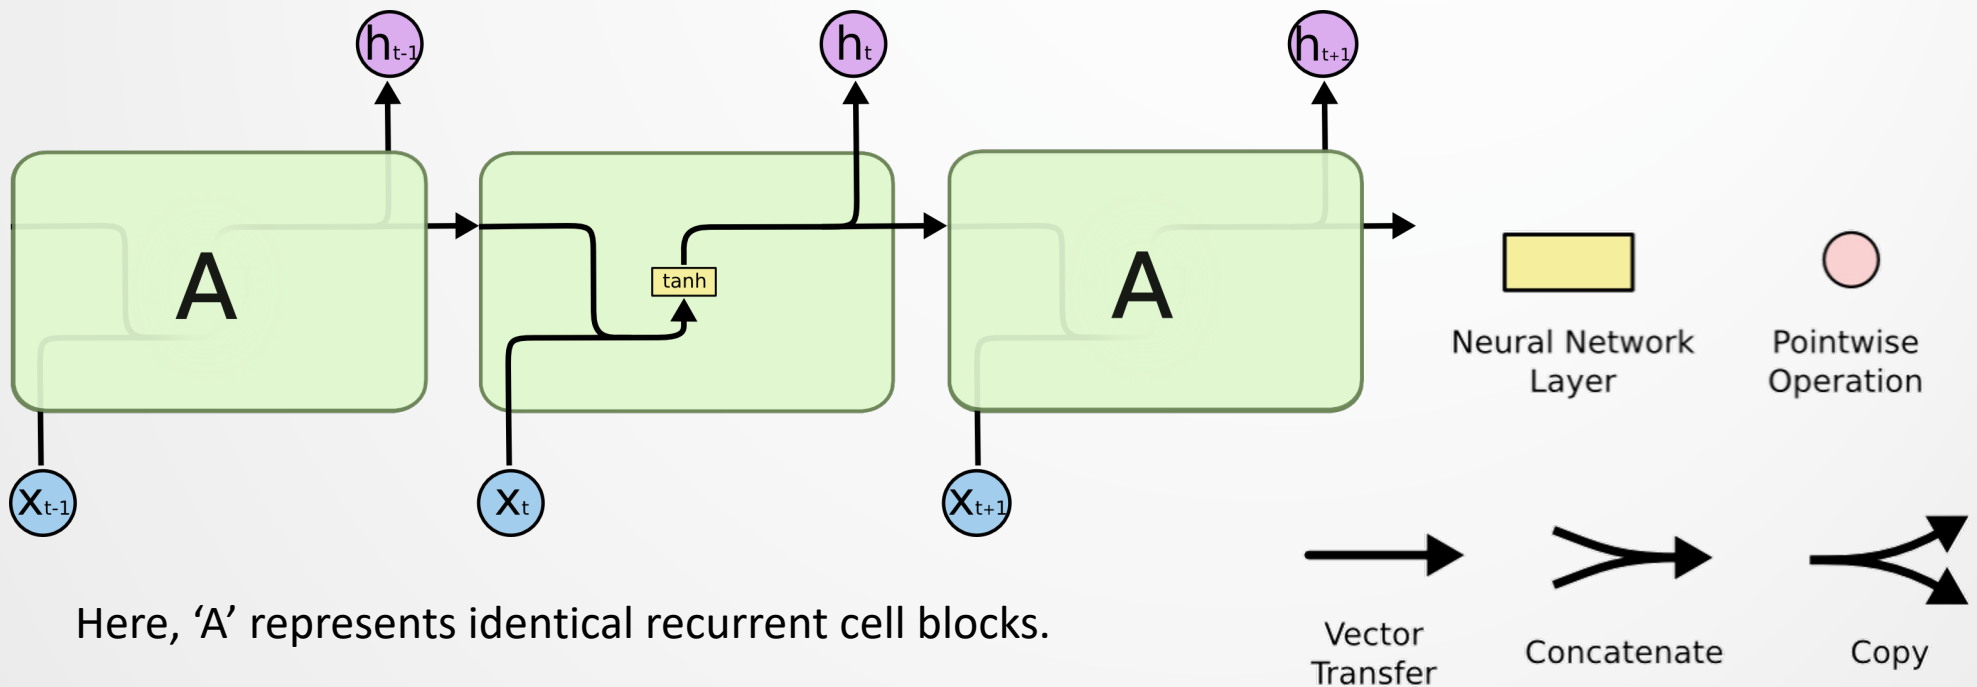 ht-1
ht
ht+1
A
tanh
A
Neural Network
Layer
Pointwise
Operation
xt-1
xt
xt+1
Here, ‘A’ represents identical recurrent cell blocks.
Vector
Transfer
Concatenate
Copy